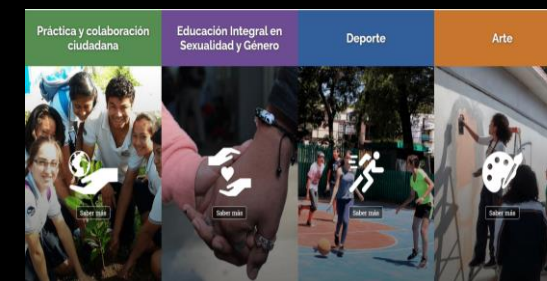 Práctica y colaboración
ciudadana
Educación Integral en
Sexualidad y Género
Deporte
Arte
Saber más
Saber más
Saber más
Saber más